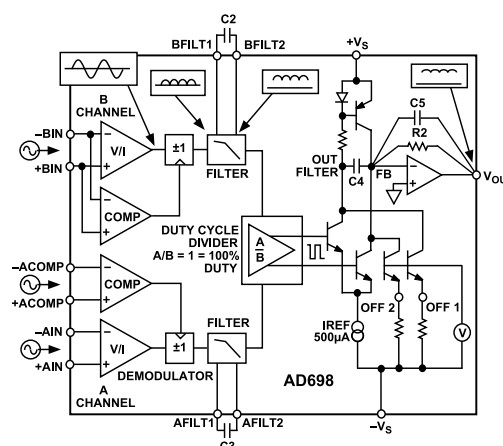 C2
BFILT1
BFILT2
+VS
B
CHANNEL
–BIN
+BIN
V/I
±1
FILTER
COMP
OUT
FILTER
C4
C5
R2
FB
VOU
DUTY CYCLE
DIVIDER
A/B = 1 = 100%
DUTY
A
B
–ACOMP
+ACOMP
COMP
–AIN
+AIN
V/I
±1
FILTER
DEMODULATOR
A
CHANNEL
IREF
500µA
OFF 2
OFF 1
V
AD698
AFILT1
AFILT2
–VS
C3